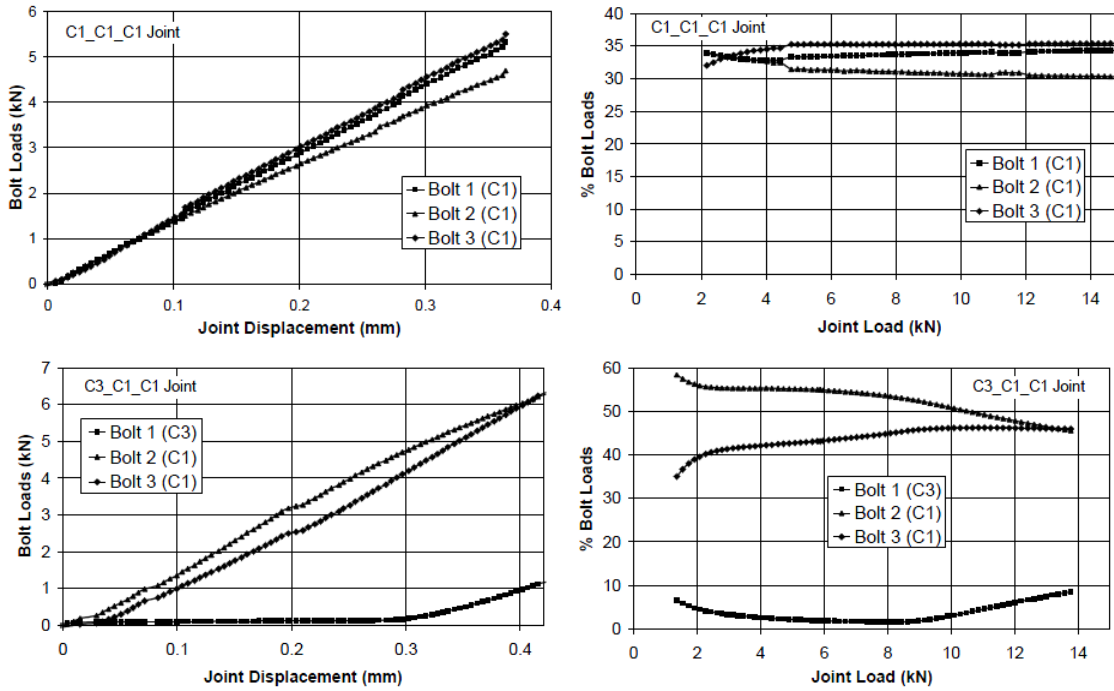 C1_C1_C1 Joint
Bolt Loads (kN)
6
5
4
3
2
1
0
Bolt 1 (C1)
Bolt 2 (C1)
Bolt 3 (C1)
0 0.1 0.2 0.3 0.4
Joint Displacement (mm)
C1_C1_C1 Joint
% Bolt Loads
40
35
30
25
20
15
10
5
0
Bolt 1 (C1)
Bolt 2 (C1)
Bolt 3 (C1)
0 2 4 6 8 10 12 14
Joint Load (kN)
C3_C1_C1 Joint
Bolt Loads (kN)
7
6
5
4
3
2
1
0
Bolt 1 (C3)
Bolt 2 (C1)
Bolt 3 (C1)
0 0.1 0.2 0.3 0.4
Joint Displacement (mm)
C3_C1_C1 Joint
% Bolt Loads
60
50
40
30
20
10
0
Bolt 1 (C3)
Bolt 2 (C1)
Bolt 3 (C1)
0 2 4 6 8 10 12 14
Joint Load (kN)